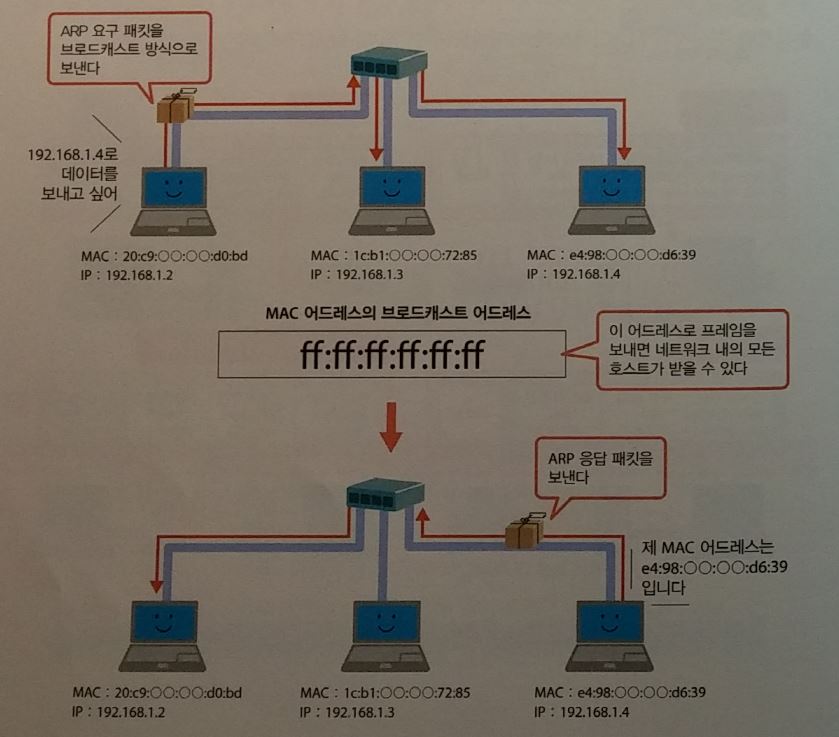 ARP 요구 패킷을
브로드캐스트 방식으로
보낸다
192.168.1.4로
데이터를
보내고 싶어
MAC : 20:c9:○○:○○:d0:bd
IP : 192.168.1.2
MAC : 1c:b1:○○:○○:72:85
IP : 192.168.1.3
MAC : e4:98:○○:○○:d6:39
IP : 192.168.1.4
MAC 어드레스의 브로드캐스트 어드레스
ff:ff:ff:ff:ff:ff
이 어드레스로 프레임을
보내면 네트워크 내의 모든
호스트가 받을 수 있다
ARP 응답 패킷을
보낸다
제 MAC 어드레스는
e4:98:○○:○○:d6:39
입니다
MAC : 20:c9:○○:○○:d0:bd
IP : 192.168.1.2
MAC : 1c:b1:○○:○○:72:85
IP : 192.168.1.3
MAC : e4:98:○○:○○:d6:39
IP : 192.168.1.4